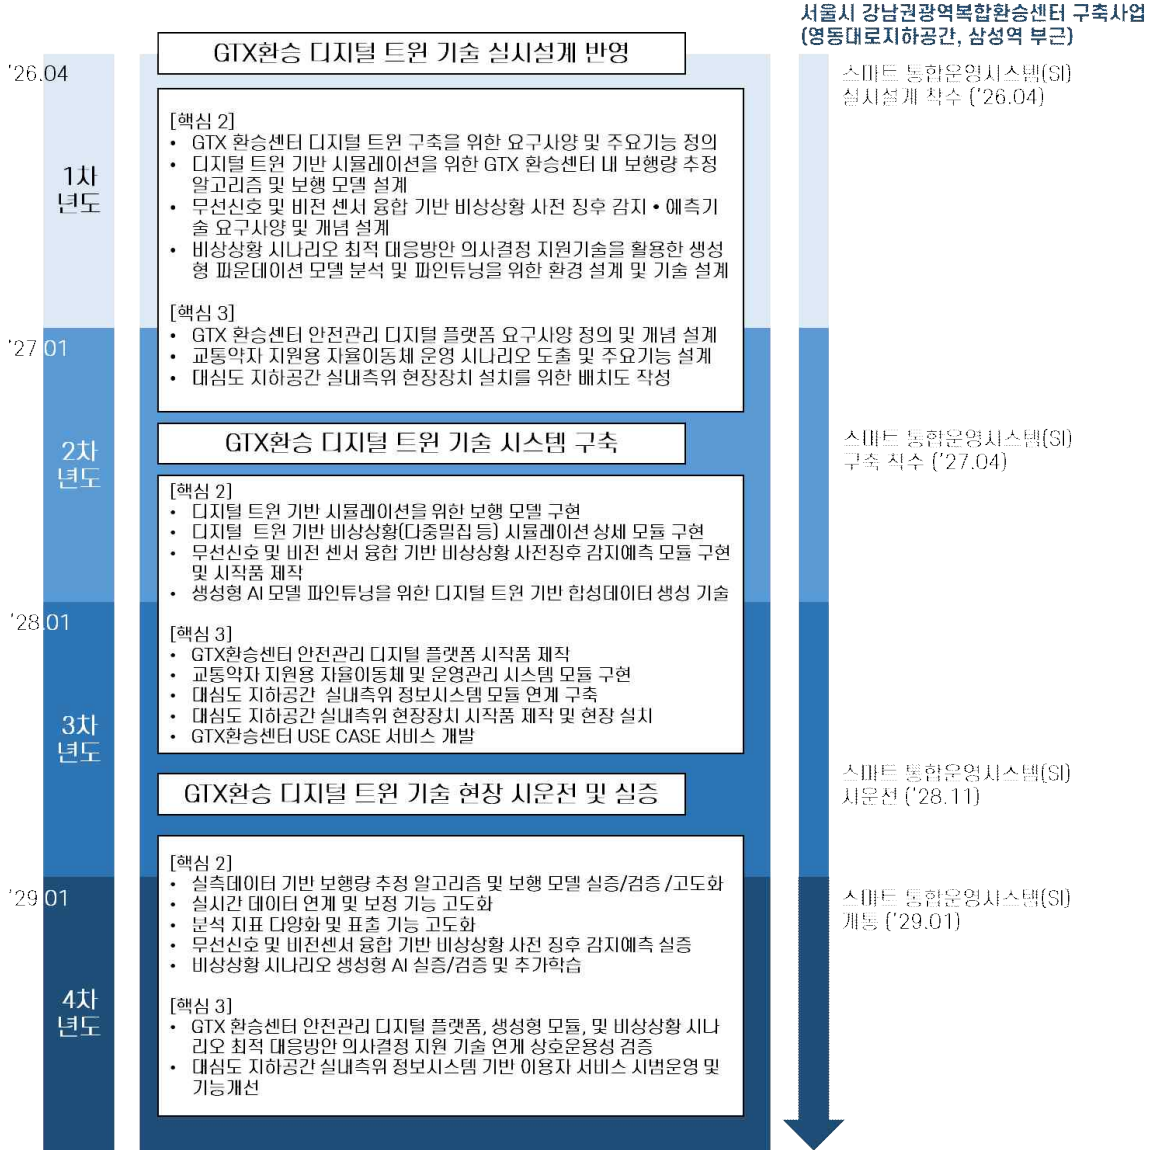 서울시 강남권광역복합환승센터 구축사업
(영동대로지하공간, 삼성역 부근)
GTX환승 디지털 트윈 기술 실시설계 반영
'26.04
스마트 통합운영시스템(SI)
실시설계 착수 ('26.04)
1차
년도
[핵심 2]
• GTX 환승센터 디지털 트윈 구축을 위한 요구사양 및 주요기능 정의
• 디지털 트윈 기반 시뮬레이션을 위한 GTX 환승센터 내 보행량 추정
알고리즘 및 보행 모델 설계
• 무선신호 및 비전 센서 융합 기반 비상상황 사전 징후 감지 • 예측기
술 요구사양 및 개념 설계
• 비상상황 시나리오 최적 대응방안 의사결정 지원기술을 활용한 생성
형 파운데이션 모델 분석 및 파인튜닝을 위한 환경 설계 및 기술 설계
[핵심 3]
• GTX 환승센터 안전관리 디지털 플랫폼 요구사양 정의 및 개념 설계
• 교통약자 지원용 자율이동체 운영 시나리오 도출 및 주요기능 설계
• 대심도 지하공간 실내측위 현장장치 설치를 위한 배치도 작성
'27.01
GTX환승 디지털 트윈 기술 시스템 구축
스마트 통합운영시스템(SI)
구축 착수 ('27.04)
2차
년도
[핵심 2]
• 디지털 트윈 기반 시뮬레이션을 위한 보행 모델 구현
• 디지털 트윈 기반 비상상황(다중밀집 등) 시뮬레이션 상세 모듈 구현
• 무선신호 및 비전 센서 융합 기반 비상상황 사전징후 감지예측 모듈 구현
및 시작품 제작
• 생성형 AI 모델 파인튜닝을 위한 디지털 트윈 기반 합성데이터 생성 기술
'28.01
[핵심 3]
• GTX환승센터 안전관리 디지털 플랫폼 시작품 제작
• 교통약자 지원용 자율이동체 및 운영관리 시스템 모듈 구현
• 대심도 지하공간 실내측위 정보시스템 모듈 연계 구축
• 대심도 지하공간 실내측위 현장장치 시작품 제작 및 현장 설치
• GTX환승센터 USE CASE 서비스 개발
3차
년도
GTX환승 디지털 트윈 기술 현장 시운전 및 실증
스마트 통합운영시스템(SI)
시운전 ('28.11)
[핵심 2]
• 실측데이터 기반 보행량 추정 알고리즘 및 보행 모델 실증/검증 /고도화
• 실시간 데이터 연계 및 보정 기능 고도화
• 분석 지표 다양화 및 표출 기능 고도화
• 무선신호 및 비전센서 융합 기반 비상상황 사전 징후 감지예측 실증
• 비상상황 시나리오 생성형 AI 실증/검증 및 추가학습
'29.01
스마트 통합운영시스템(SI)
개통 ('29.01)
4차
년도
[핵심 3]
• GTX 환승센터 안전관리 디지털 플랫폼, 생성형 모듈, 및 비상상황 시나
리오 최적 대응방안 의사결정 지원 기술 연계 상호운용성 검증
• 대심도 지하공간 실내측위 정보시스템 기반 이용자 서비스 시범운영 및
기능개선